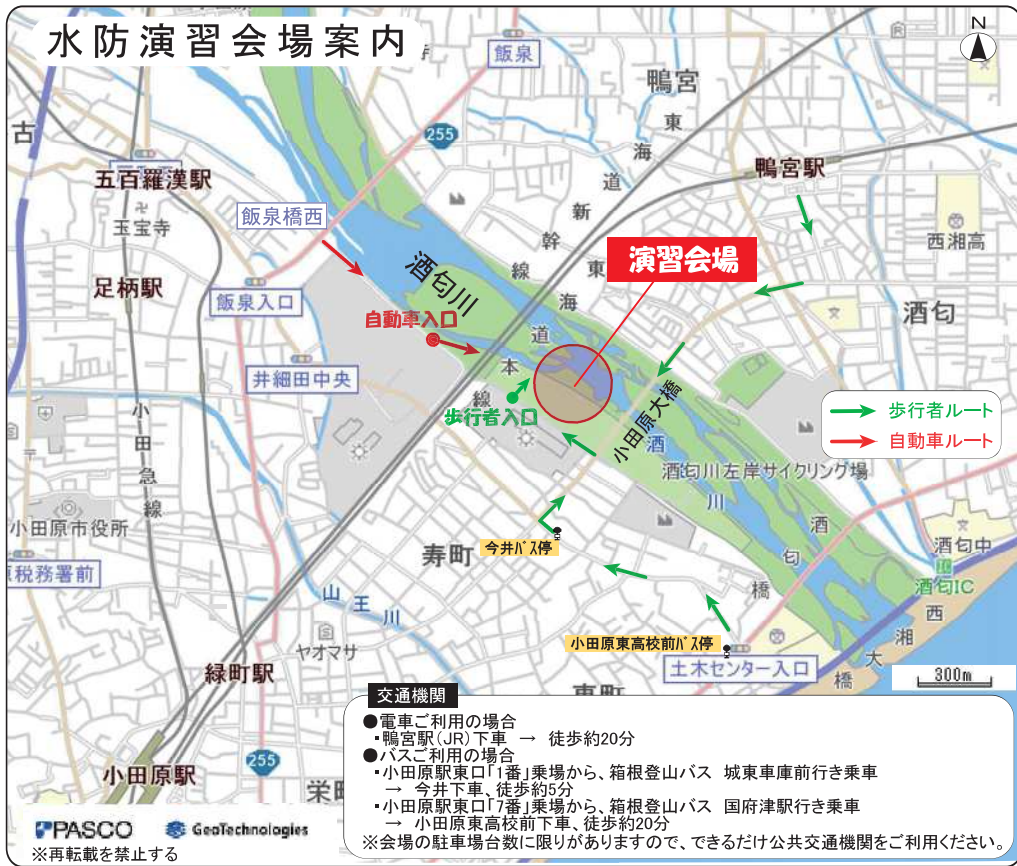 水防演習会場案内
N
飯泉
鴨宮
古
255
東海道新幹線
五百羅漢駅
鴨宮駅
卍
玉宝寺
飯泉橋西
西湘高
演習会場
酒匂川
足柄駅
飯泉入口
東海道本線
酒匂
自動車入口
井細田中央
歩行者入口
小田原大橋
歩行者ルート
自動車ルート
小田急線
酒匂川
酒匂川左岸サイクリング場
小田原市役所
今井バス停
寿町
酒匂橋
酒匂中
原税務署前
酒匂IC
山王川
西湘大橋
ヤオマサ
小田原東高校前バス停
土木センター入口
緑町駅
300m
東町
255
小田原駅
栄町
交通機関
●電車ご利用の場合
・鴨宮駅(JR)下車 → 徒歩約20分
●バスご利用の場合
・小田原駅東口「1番」乗場から、箱根登山バス 城東車庫前行き乗車
→ 今井下車、徒歩約5分
・小田原駅東口「7番」乗場から、箱根登山バス 国府津駅行き乗車
→ 小田原東高校前下車、徒歩約20分
※会場の駐車場台数に限りがありますので、できるだけ公共交通機関をご利用ください。
PASCO
GeoTechnologies
※再転載を禁止する